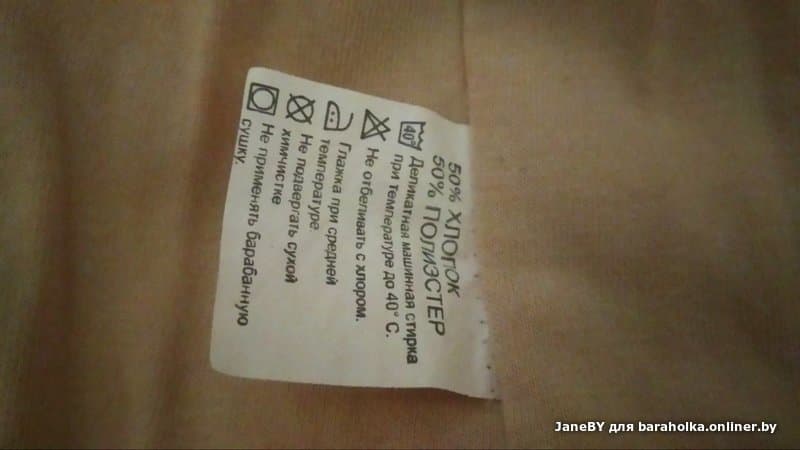 50% ХЛОПОК
50% ПОЛИЭСТЕР
40° Деликатная машинная стирка
при температуре до 40° С.
Не отбеливать с хлором.
Глажка при средней
температуре.
Не подвергать сухой
химчистке
Не применять барабанную
сушку.
JaneBY для baraholka.onliner.by